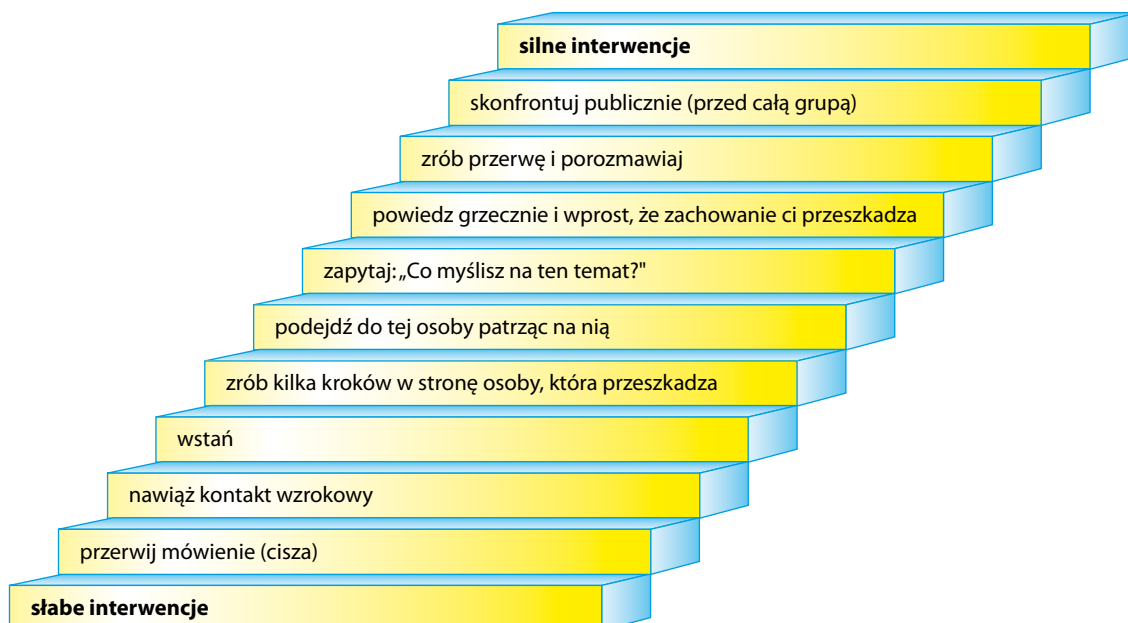 silne interwencje
skonfrontuj publicznie (przed całą grupą)
zrób przerwę i porozmawiaj
powiedz grzecznie i wprost, że zachowanie ci przeszkadza
zapytaj: „Co myślisz na ten temat?"
podejdź do tej osoby patrząc na nią
zrób kilka kroków w stronę osoby, która przeszkadza
wstań
nawiąż kontakt wzrokowy
przerwij mówienie (cisza)
słabe interwencje